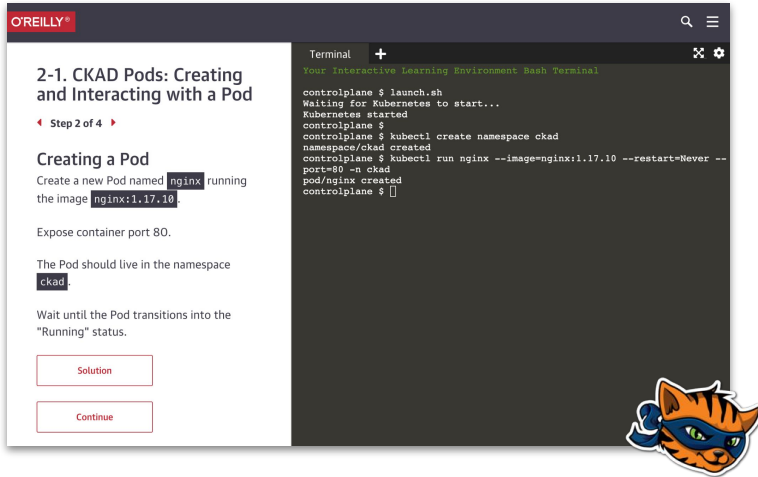 O'REILLY®
2-1. CKAD Pods: Creating
and Interacting with a Pod
Step 2 of 4
Creating a Pod
Create a new Pod named nginx running
the image nginx:1.17.10.
Expose container port 80.
The Pod should live in the namespace
ckad.
Wait until the Pod transitions into the
"Running" status.
Solution
Continue
Terminal +
Your Interactive Learning Environment Bash Terminal
controlplane $ launch.sh
Waiting for Kubernetes to start...
Kubernetes started
controlplane $
controlplane $ kubectl create namespace ckad
namespace/ckad created
controlplane $ kubectl run nginx --image=nginx:1.17.10 --restart=Never --
port=80 -n ckad
pod/nginx created
controlplane $